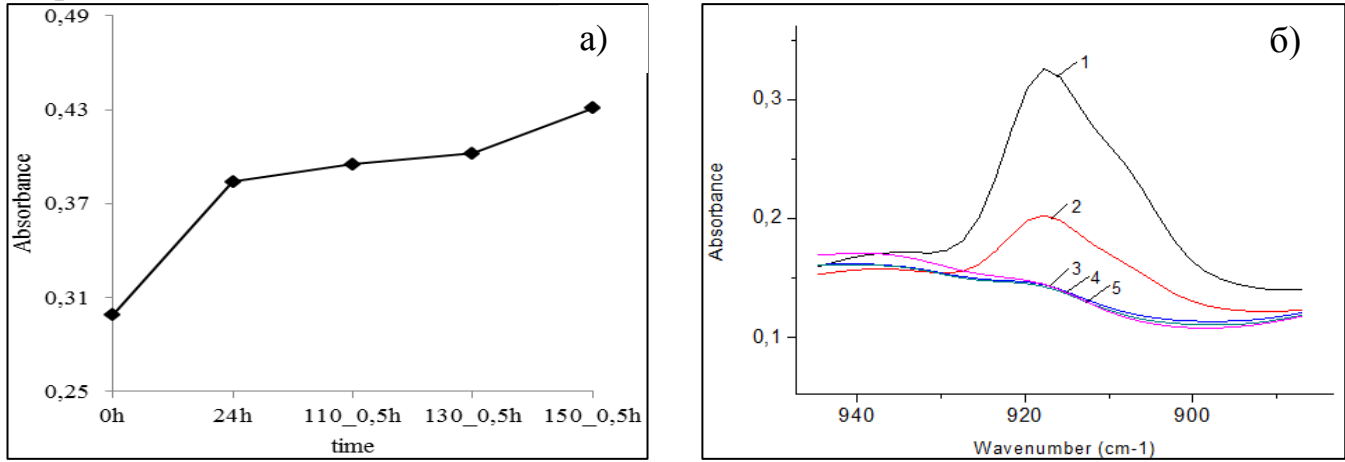 а)
0,49
0,43
0,37
0,31
0,25
Absorbance
0h 24h 110_0,5h 130_0,5h 150_0,5h
time
б)
0,3
0,2
0,1
Absorbance
1
2
3
4
5
940 920 900
Wavenumber (cm-1)